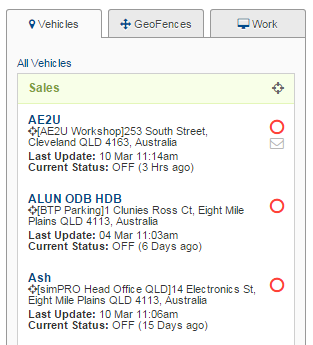 Vehicles GeoFences Work
All Vehicles
Sales
AE2U
[AE2U Workshop]253 South Street,
Cleveland QLD 4163, Australia
Last Update: 10 Mar 11:14am
Current Status: OFF (3 Hrs ago)
ALUN ODB HDB
[BTP Parking]1 Clunies Ross Ct, Eight Mile
Plains QLD 4113, Australia
Last Update: 04 Mar 11:03am
Current Status: OFF (6 Days ago)
Ash
[simPRO Head Office QLD]14 Electronics St,
Eight Mile Plains QLD 4113, Australia
Last Update: 10 Mar 11:06am
Current Status: OFF (15 Days ago)